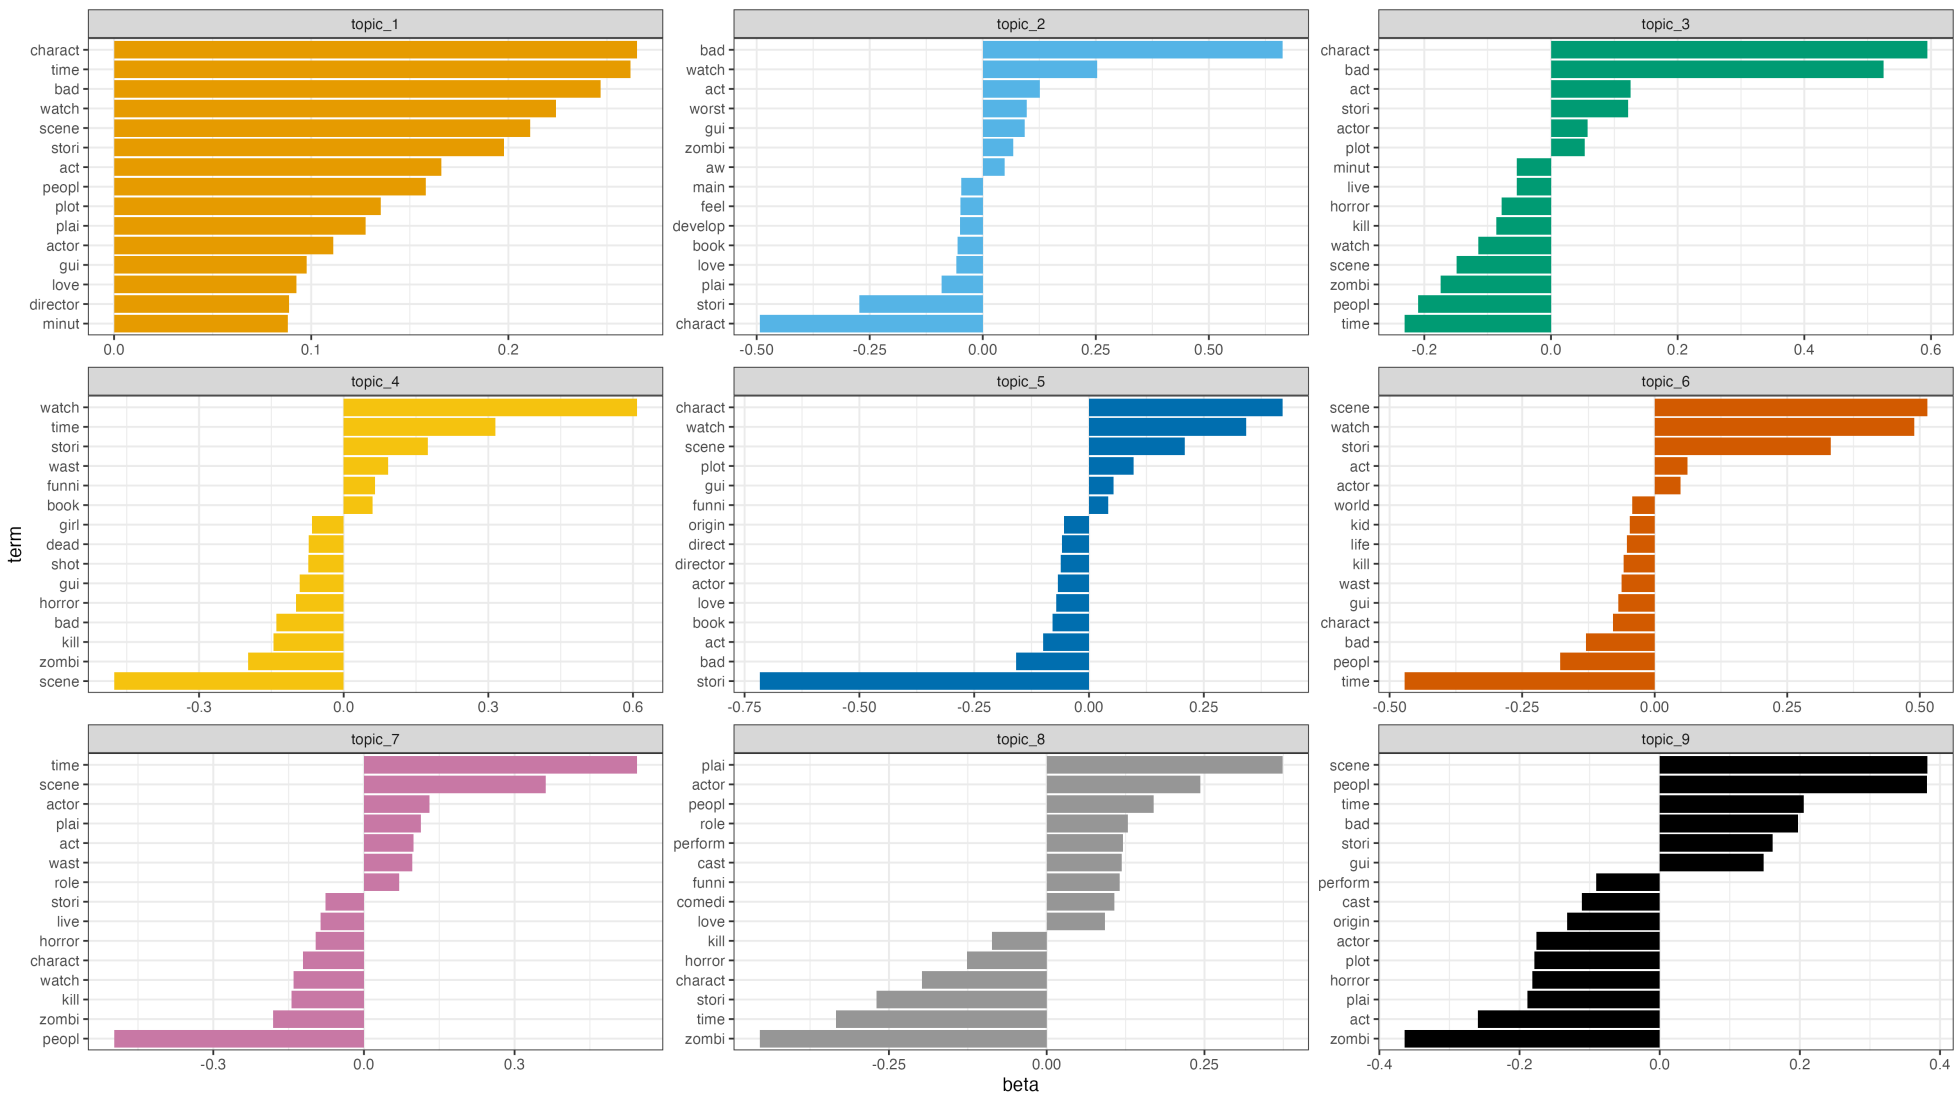 topic_1
charact
time
bad
watch
scene
stori
act
peopl
plot
plai
actor
gui
love
director
minut
0.0 0.1 0.2
topic_2
bad
watch
act
worst
gui
zombi
aw
main
feel
develop
book
love
plai
stori
charact
-0.50 -0.25 0.00 0.25 0.50
topic_3
charact
bad
act
stori
actor
plot
minut
live
horror
kill
watch
scene
zombi
peopl
time
-0.2 0.0 0.2 0.4 0.6
topic_4
watch
time
stori
wast
funni
book
girl
dead
shot
gui
horror
bad
kill
zombi
scene
-0.3 0.0 0.3 0.6
topic_5
charact
watch
scene
plot
gui
funni
origin
direct
director
actor
love
book
act
bad
stori
-0.75 -0.50 -0.25 0.00 0.25
topic_6
scene
watch
stori
act
actor
world
kid
life
kill
wast
gui
charact
bad
peopl
time
-0.50 -0.25 0.00 0.25 0.50
topic_7
time
scene
actor
plai
act
wast
role
stori
live
horror
charact
watch
kill
zombi
peopl
-0.3 0.0 0.3
topic_8
plai
actor
peopl
role
perform
cast
funni
comedi
love
kill
horror
charact
stori
time
zombi
-0.25 0.00 0.25
topic_9
scene
peopl
time
bad
stori
gui
perform
cast
origin
actor
plot
horror
plai
act
zombi
-0.4 -0.2 0.0 0.2 0.4
term
beta